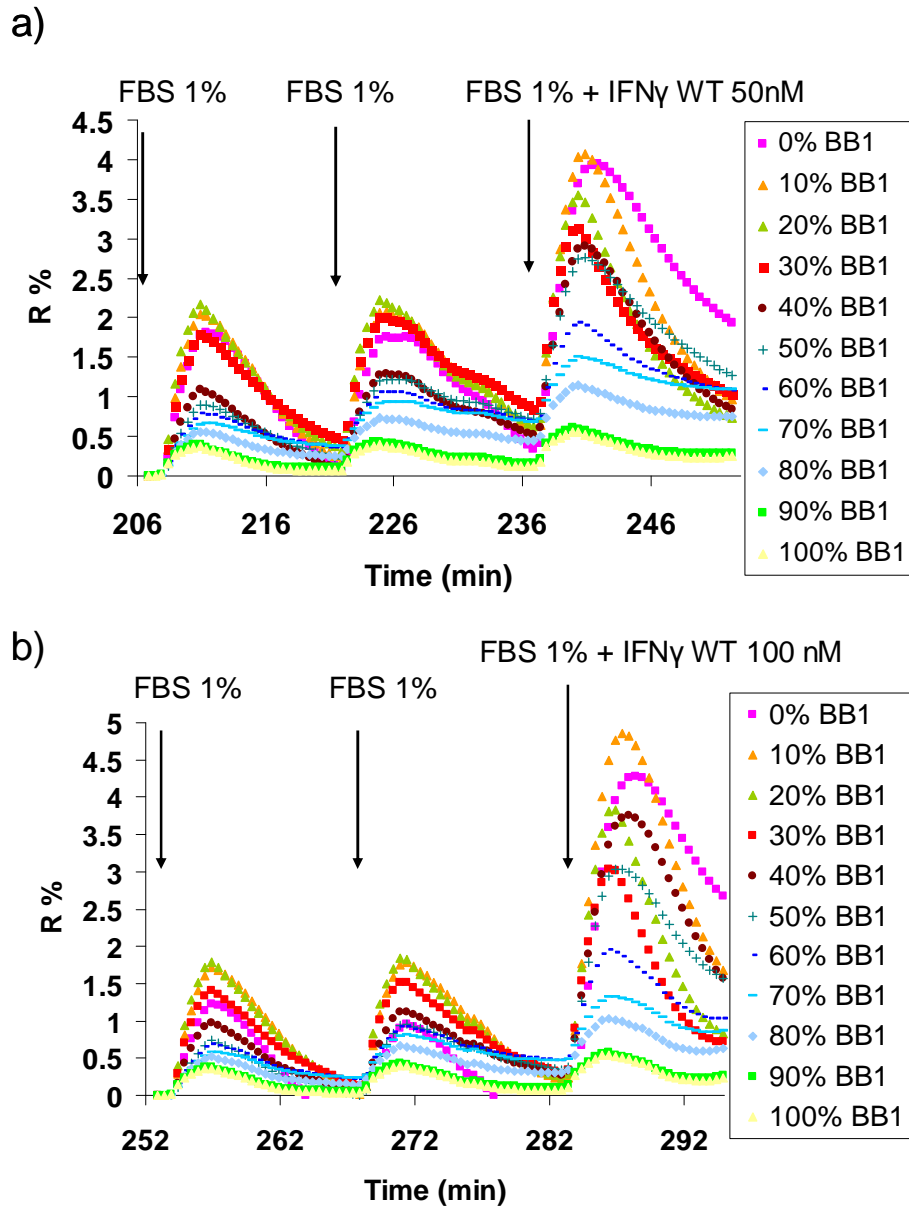 a)
FBS 1%
FBS 1%
FBS 1% + IFNγ WT 50nM
4.5
4
3.5
3
2.5
2
1.5
1
0.5
0
R %
206
216
226
236
246
Time (min)
0% BB1
10% BB1
20% BB1
30% BB1
40% BB1
50% BB1
60% BB1
70% BB1
80% BB1
90% BB1
100% BB1
b)
FBS 1% + IFNγ WT 100 nM
FBS 1%
FBS 1%
5
4.5
4
3.5
3
2.5
2
1.5
1
0.5
0
R %
252
262
272
282
292
Time (min)
0% BB1
10% BB1
20% BB1
30% BB1
40% BB1
50% BB1
60% BB1
70% BB1
80% BB1
90% BB1
100% BB1